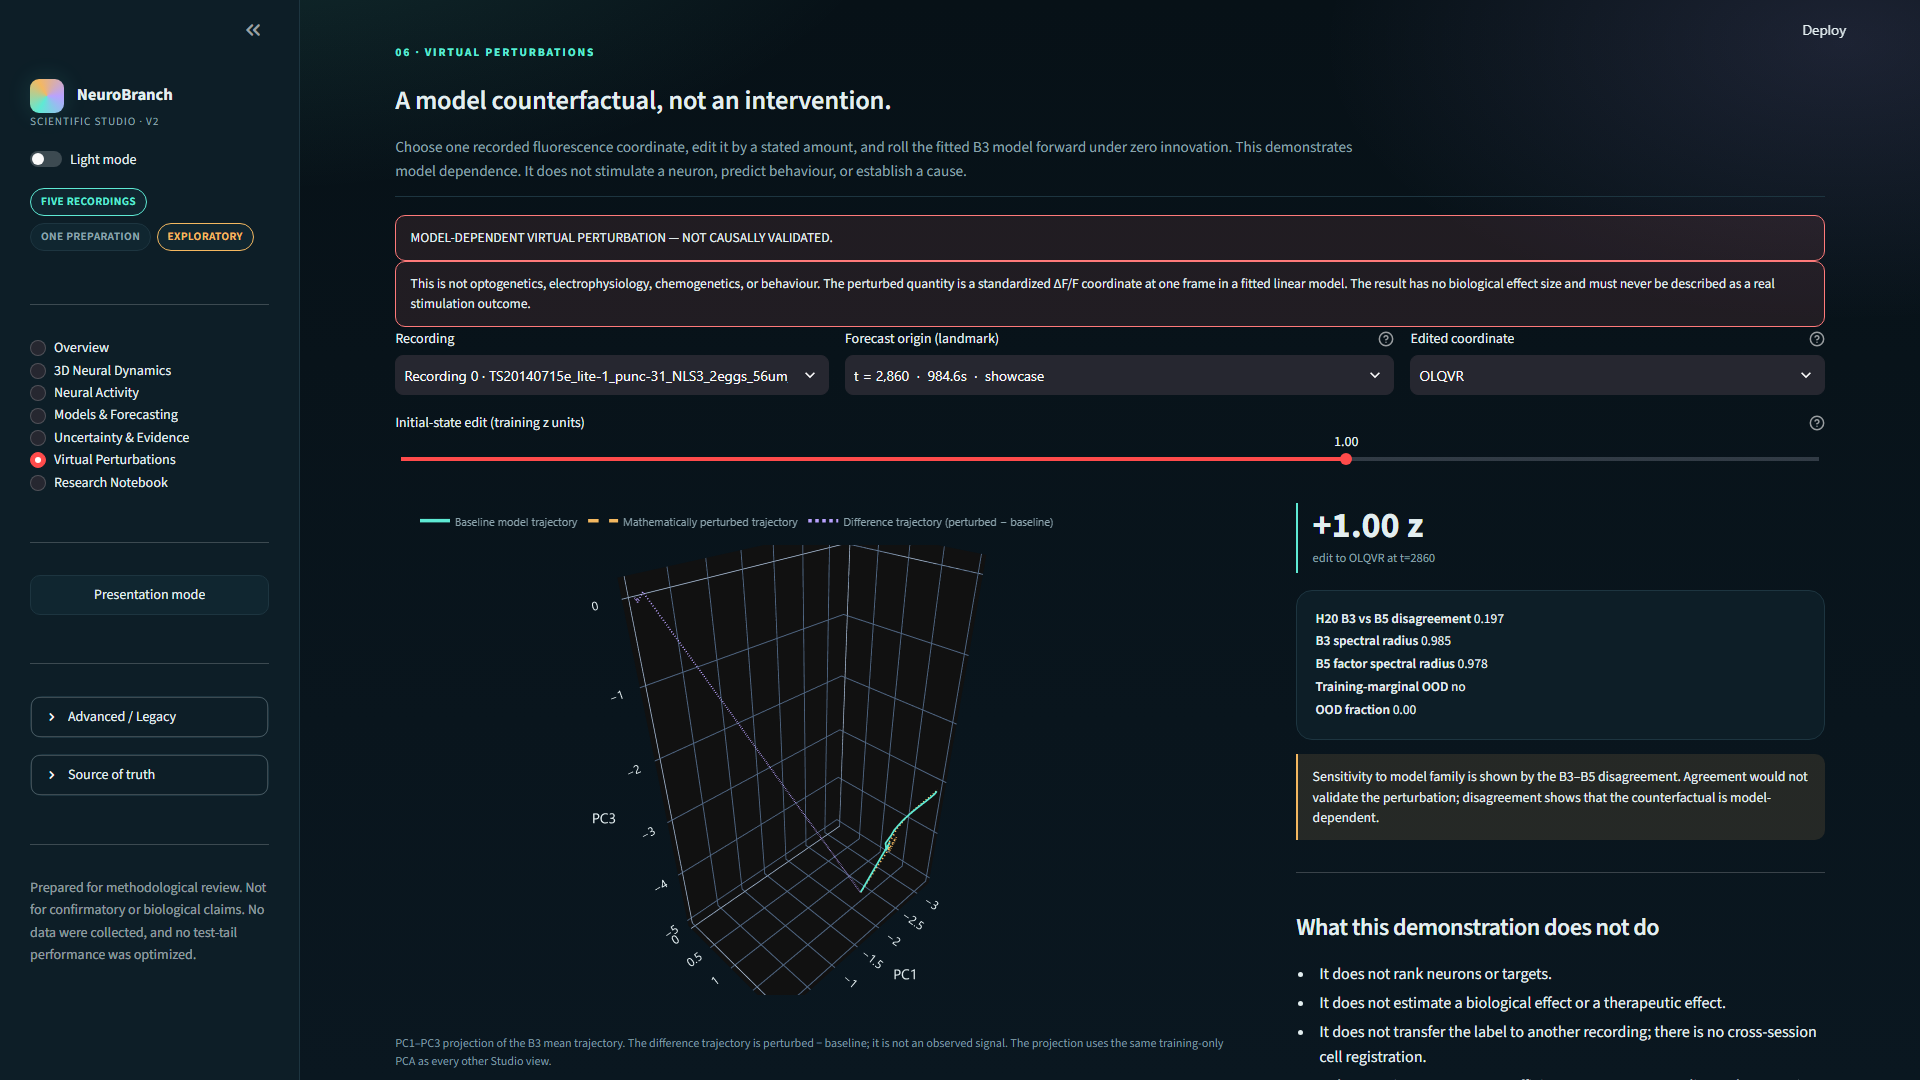 Deploy
NeuroBranch
SCIENTIFIC STUDIO · V2
Light mode
FIVE RECORDINGS
ONE PREPARATION
EXPLORATORY
Overview
3D Neural Dynamics
Neural Activity
Models & Forecasting
Uncertainty & Evidence
Virtual Perturbations
Research Notebook
Presentation mode
Advanced / Legacy
Source of truth
Prepared for methodological review. Not
for confirmatory or biological claims. No
data were collected, and no test-tail
performance was optimized.
06 · VIRTUAL PERTURBATIONS
A model counterfactual, not an intervention.
Choose one recorded fluorescence coordinate, edit it by a stated amount, and roll the fitted B3 model forward under zero innovation. This demonstrates
model dependence. It does not stimulate a neuron, predict behaviour, or establish a cause.
MODEL-DEPENDENT VIRTUAL PERTURBATION — NOT CAUSALLY VALIDATED.
This is not optogenetics, electrophysiology, chemogenetics, or behaviour. The perturbed quantity is a standardized ΔF/F coordinate at one frame in a fitted linear model. The result has no biological effect size and must never be described as a real
stimulation outcome.
Recording
Forecast origin (landmark)
Edited coordinate
Recording 0 · TS20140715e_lite-1_punc-31_NLS3_2eggs_56um
t = 2,860 · 984.6s · showcase
OLQVR
Initial-state edit (training z units)
1.00
Baseline model trajectory
Mathematically perturbed trajectory
Difference trajectory (perturbed − baseline)
0
−1
−2
PC3
−3
−4
−5
0
0.5
1
−3
−2.5
−2
−1.5
−1
PC1
PC1–PC3 projection of the B3 mean trajectory. The difference trajectory is perturbed − baseline; it is not an observed signal. The projection uses the same training-only
PCA as every other Studio view.
+1.00 z
edit to OLQVR at t=2860
H20 B3 vs B5 disagreement 0.197
B3 spectral radius 0.985
B5 factor spectral radius 0.978
Training-marginal OOD no
OOD fraction 0.00
Sensitivity to model family is shown by the B3–B5 disagreement. Agreement would not
validate the perturbation; disagreement shows that the counterfactual is model-
dependent.
What this demonstration does not do
It does not rank neurons or targets.
It does not estimate a biological effect or a therapeutic effect.
It does not transfer the label to another recording; there is no cross-session
cell registration.